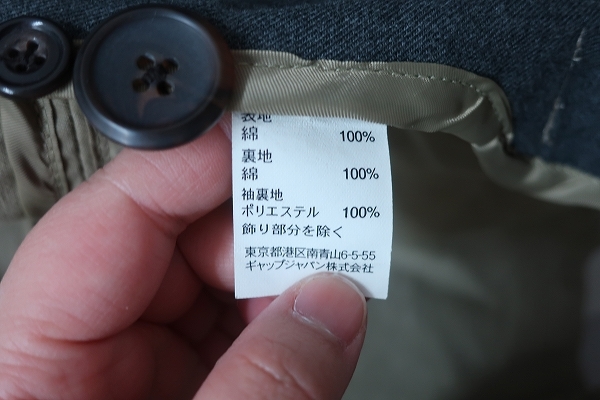 表地
綿 100%
裏地
綿 100%
袖裏地
ポリエステル 100%
飾り部分を除く
東京都港区南青山6-5-55
ギャップジャパン株式会社